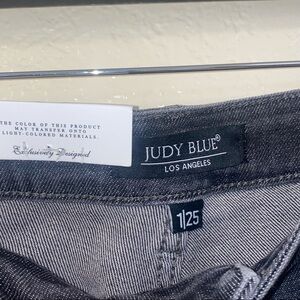 THE COLOR OF THIS PRODUCT
MAY TRANSFER ONTO
LIGHT-COLORED MATERIALS.
Exclusively Designed
JUDY BLUE®
LOS ANGELES
1|25